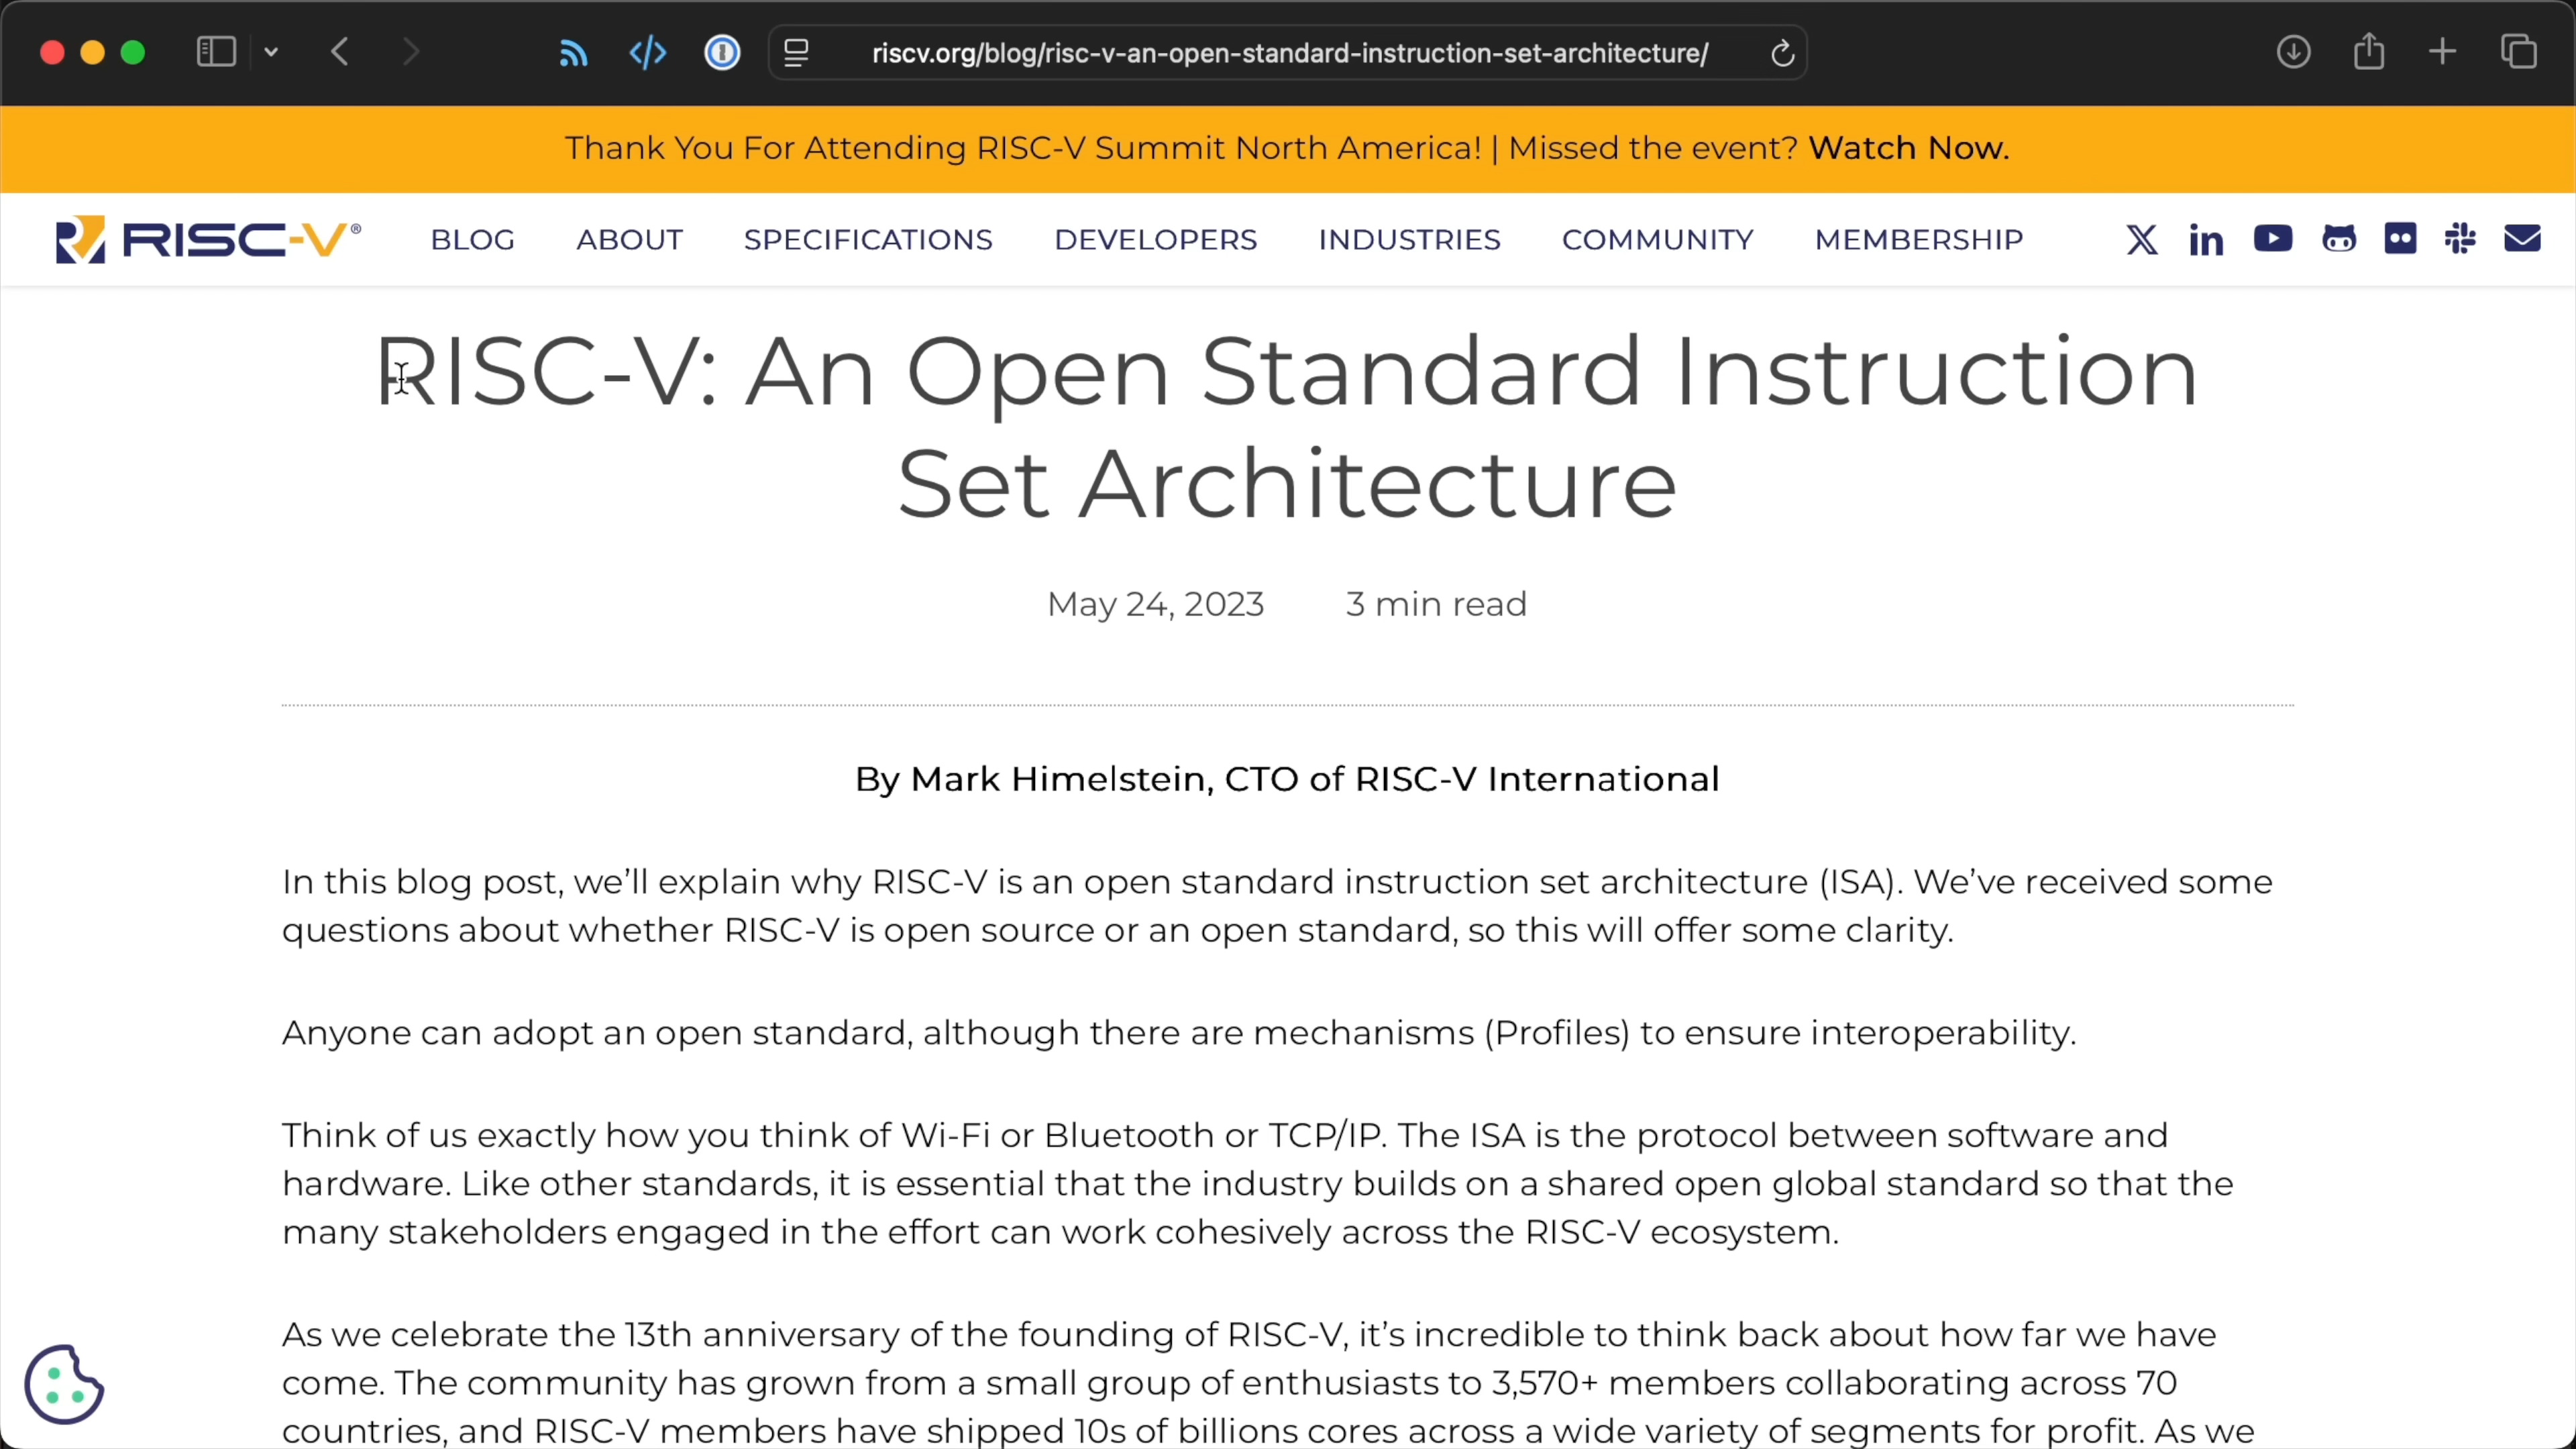 riscv.org/blog/risc-v-an-open-standard-instruction-set-architecture/
Thank You For Attending RISC-V Summit North America! | Missed the event? Watch Now.
RISC-V®
BLOG ABOUT SPECIFICATIONS DEVELOPERS INDUSTRIES COMMUNITY MEMBERSHIP
RISC-V: An Open Standard Instruction
Set Architecture
May 24, 2023 3 min read
By Mark Himelstein, CTO of RISC-V International
In this blog post, we’ll explain why RISC-V is an open standard instruction set architecture (ISA). We’ve received some
questions about whether RISC-V is open source or an open standard, so this will offer some clarity.
Anyone can adopt an open standard, although there are mechanisms (Profiles) to ensure interoperability.
Think of us exactly how you think of Wi-Fi or Bluetooth or TCP/IP. The ISA is the protocol between software and
hardware. Like other standards, it is essential that the industry builds on a shared open global standard so that the
many stakeholders engaged in the effort can work cohesively across the RISC-V ecosystem.
As we celebrate the 13th anniversary of the founding of RISC-V, it’s incredible to think back about how far we have
come. The community has grown from a small group of enthusiasts to 3,570+ members collaborating across 70
countries, and RISC-V members have shipped 10s of billions cores across a wide variety of segments for profit. As we